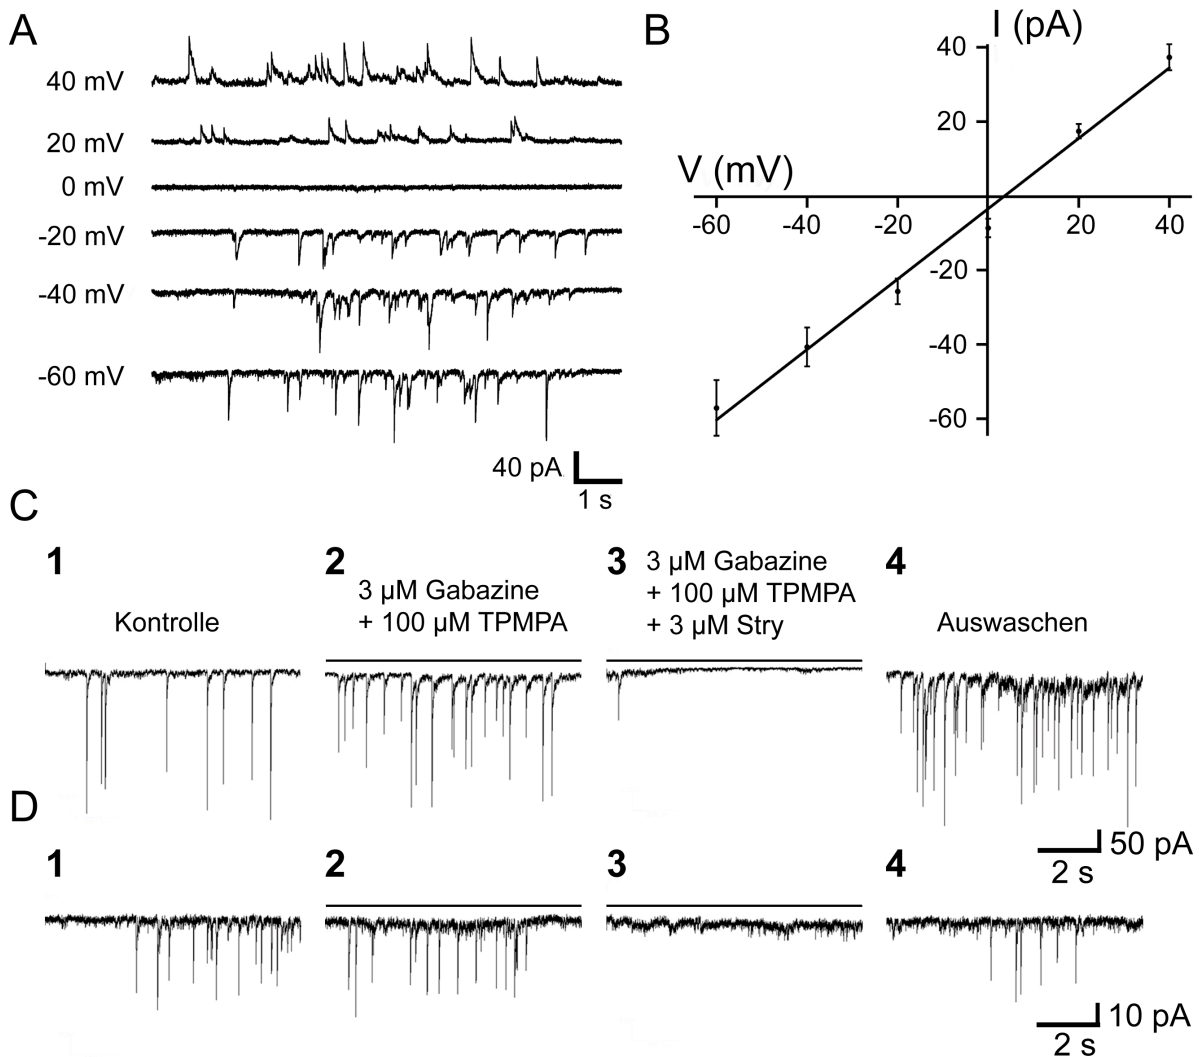 A
40 mV
20 mV
0 mV
-20 mV
-40 mV
-60 mV
40 pA
1 s
B
I (pA)
V (mV)
40
20
-60
-40
-20
20
40
-20
-40
-60
C
1
Kontrolle
2
3 µM Gabazine
+ 100 µM TPMPA
3
3 µM Gabazine
+ 100 µM TPMPA
+ 3 µM Stry
4
Auswaschen
50 pA
2 s
D
1
2
3
4
10 pA
2 s